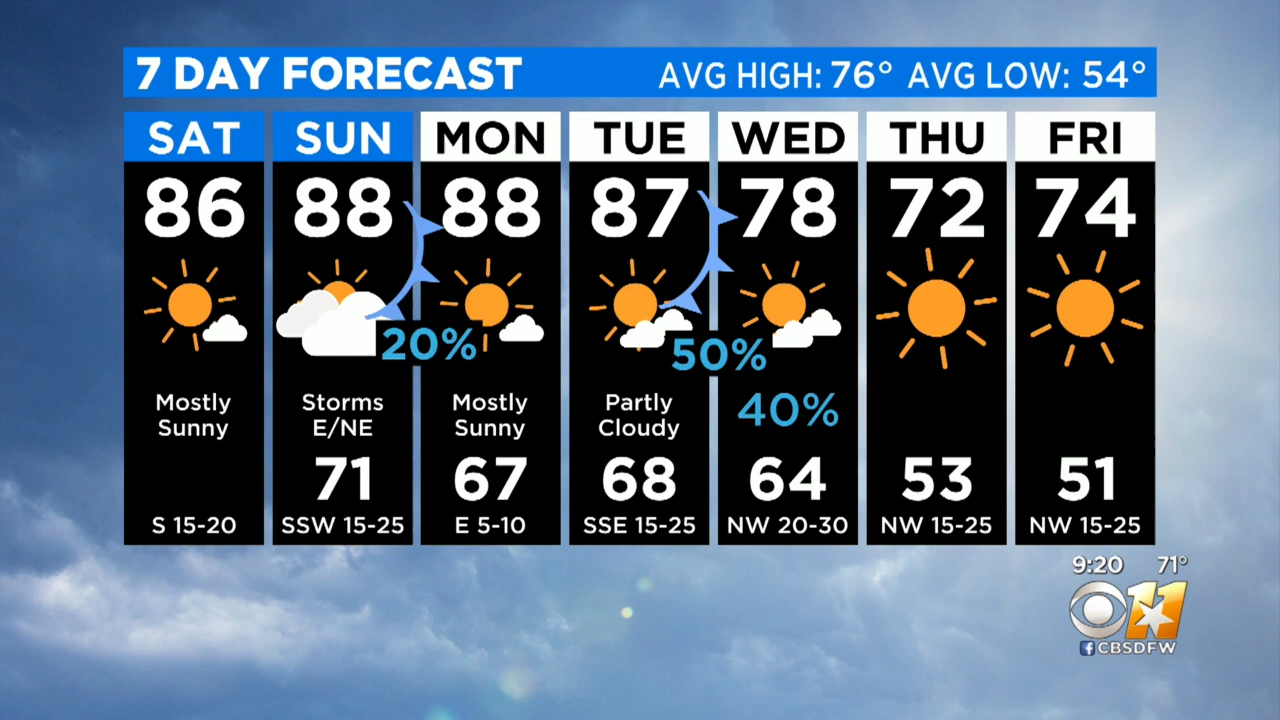 7 DAY FORECAST AVG HIGH: 76° AVG LOW: 54°
SAT SUN MON TUE WED THU FRI
86 88 88 87 78 72 74
20% 50%
Mostly Sunny
Storms E/NE
Mostly Sunny
Partly Cloudy
40%
71 67 68 64 53 51
S 15-20 SSW 15-25 E 5-10 SSE 15-25 NW 20-30 NW 15-25 NW 15-25
9:20 71°
11
f CBSDFW